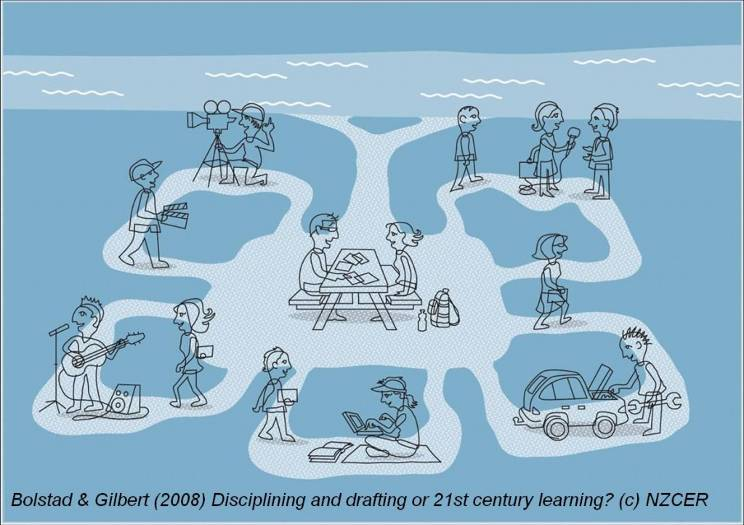 Bolstad & Gilbert (2008) Disciplining and drafting or 21st century learning? (c) NZCER